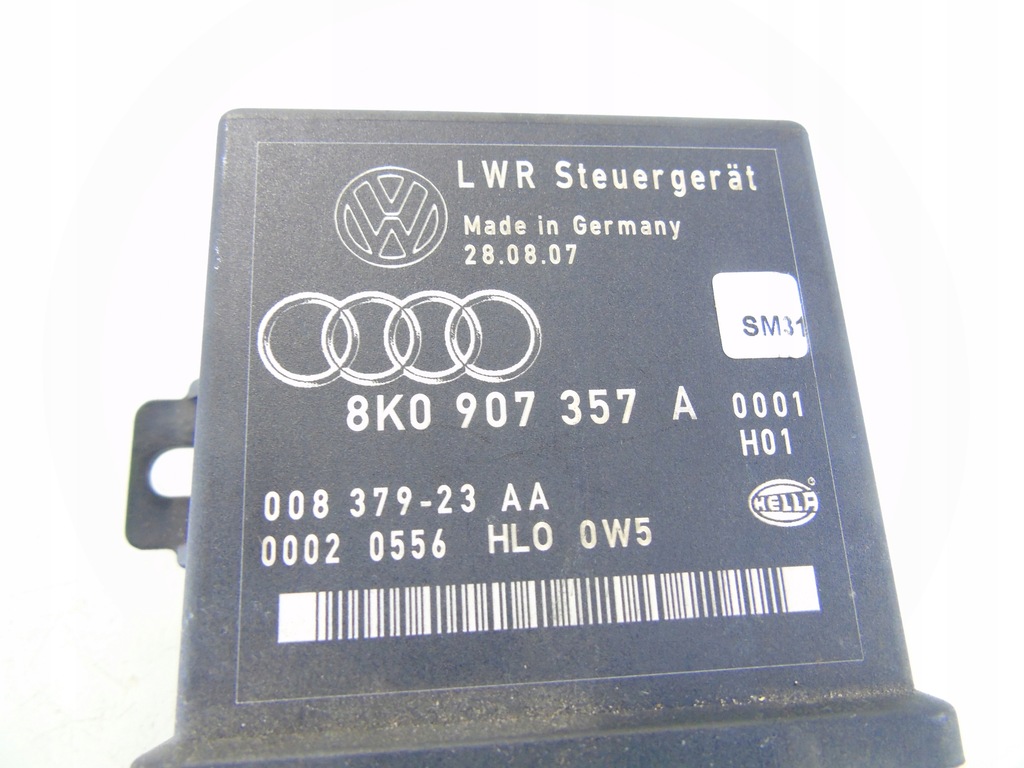 LWR Steuergerät
Made in Germany
28.08.07
SM31
8K0 907 357 A 0001
H01
008 379-23 AA
HELLA
0002 0556 HLO 0W5